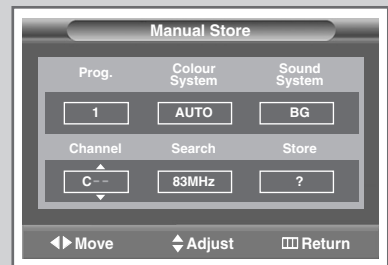 Manual Store
Prog. Colour System Sound System
1 AUTO BG
Channel Search Store
C-- 83MHz ?
Move Adjust Return